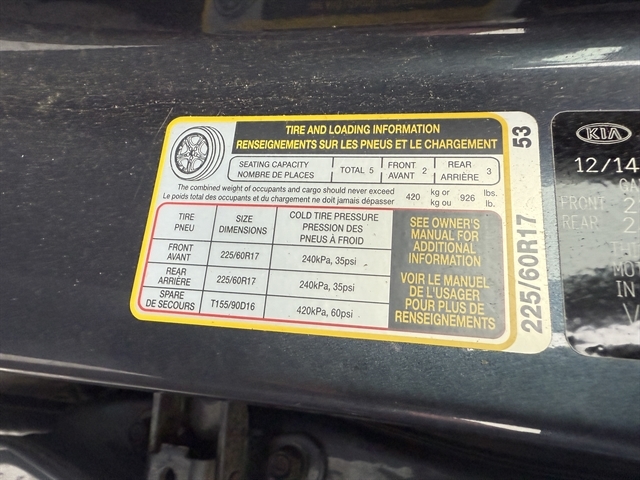 TIRE AND LOADING INFORMATION
RENSEIGNEMENTS SUR LES PNEUS ET LE CHARGEMENT
SEATING CAPACITY
NOMBRE DE PLACES
TOTAL 5
FRONT
AVANT 2
REAR
ARRIÈRE 3
The combined weight of occupants and cargo should never exceed
Le poids total des occupants et du chargement ne doit jamais dépasser
420
kg or
kg ou
926
lbs.
lb.
TIRE
PNEU
SIZE
DIMENSIONS
COLD TIRE PRESSURE
PRESSION DES
PNEUS À FROID
FRONT
AVANT
225/60R17
240kPa, 35psi
REAR
ARRIÈRE
225/60R17
240kPa, 35psi
SPARE
DE SECOURS
T155/90D16
420kPa, 60psi
SEE OWNER'S
MANUAL FOR
ADDITIONAL
INFORMATION
VOIR LE MANUEL
DE L'USAGER
POUR PLUS DE
RENSEIGNEMENTS
225/60R17 53
KIA
12/14
FRONT 2
REAR 2
MOT
IN
V